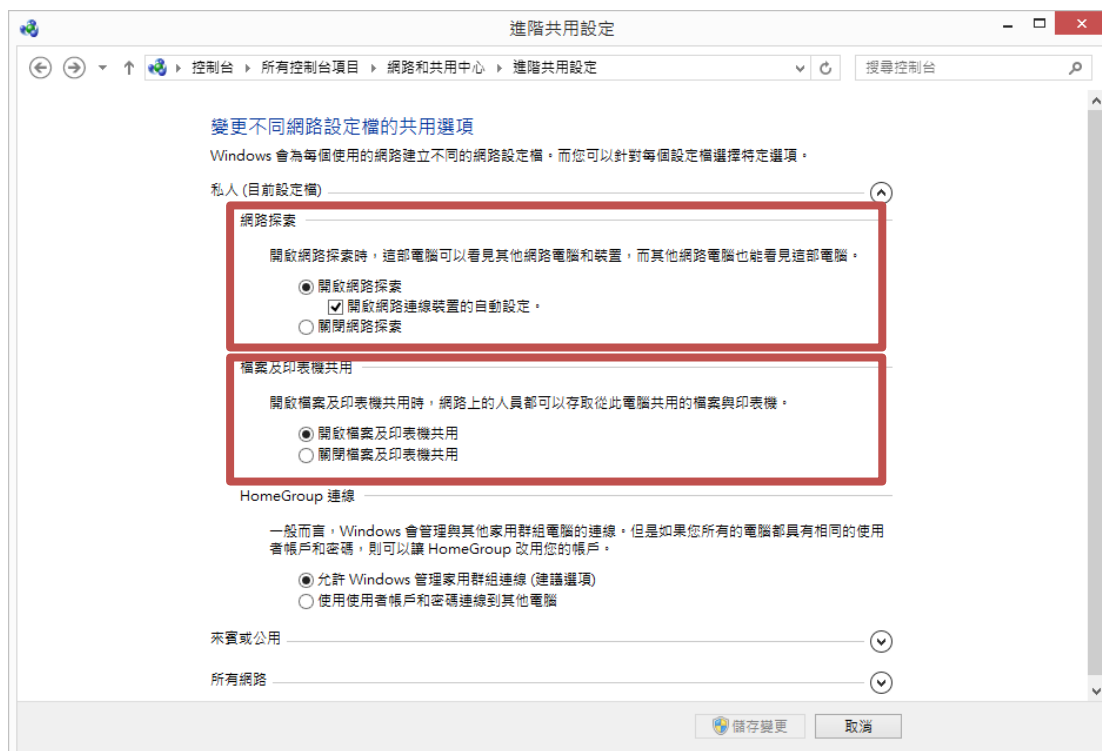 進階共用設定
控制台 ▸ 所有控制台項目 ▸ 網路和共用中心 ▸ 進階共用設定
搜尋控制台
變更不同網路設定檔的共用選項
Windows 會為每個使用的網路建立不同的網路設定檔。而您可以針對每個設定檔選擇特定選項。
私人 (目前設定檔)
網路探索
開啟網路探索時，這部電腦可以看見其他網路電腦和裝置，而其他網路電腦也能看見這部電腦。
開啟網路探索
開啟網路連線裝置的自動設定。
關閉網路探索
檔案及印表機共用
開啟檔案及印表機共用時，網路上的人員都可以存取從此電腦共用的檔案與印表機。
開啟檔案及印表機共用
關閉檔案及印表機共用
HomeGroup 連線
一般而言，Windows 會管理與其他家用群組電腦的連線。但是如果您所有的電腦都具有相同的使用
者帳戶和密碼，則可以讓 HomeGroup 改用您的帳戶。
允許 Windows 管理家用群組連線 (建議選項)
使用使用者帳戶和密碼連線到其他電腦
來賓或公用
所有網路
儲存變更
取消